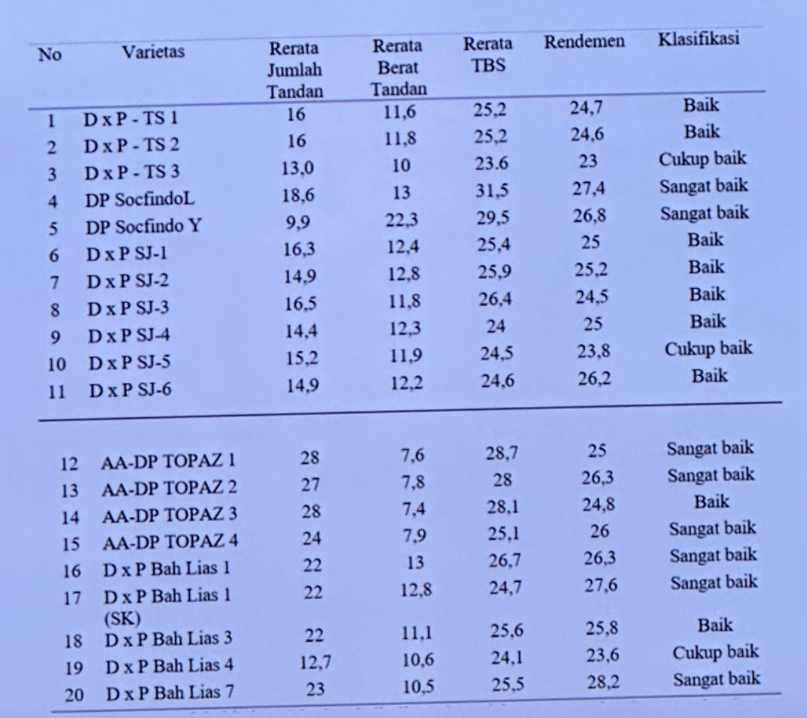 No Varietas Rerata Jumlah Tandan Rerata Berat Tandan Rerata TBS Rendemen Klasifikasi
1 D x P - TS 1 16 11,6 25,2 24,7 Baik
2 D x P - TS 2 16 11,8 25,2 24,6 Baik
3 D x P - TS 3 13,0 10 23.6 23 Cukup baik
4 DP SocfindoL 18,6 13 31,5 27,4 Sangat baik
5 DP Socfindo Y 9,9 22,3 29,5 26,8 Sangat baik
6 D x P SJ-1 16,3 12,4 25,4 25 Baik
7 D x P SJ-2 14,9 12,8 25,9 25,2 Baik
8 D x P SJ-3 16,5 11,8 26,4 24,5 Baik
9 D x P SJ-4 14,4 12,3 24 25 Baik
10 D x P SJ-5 15,2 11,9 24,5 23,8 Cukup baik
11 D x P SJ-6 14,9 12,2 24,6 26,2 Baik
12 AA-DP TOPAZ 1 28 7,6 28,7 25 Sangat baik
13 AA-DP TOPAZ 2 27 7,8 28 26,3 Sangat baik
14 AA-DP TOPAZ 3 28 7,4 28,1 24,8 Baik
15 AA-DP TOPAZ 4 24 7,9 25,1 26 Sangat baik
16 D x P Bah Lias 1 22 13 26,7 26,3 Sangat baik
17 D x P Bah Lias 1 22 12,8 24,7 27,6 Sangat baik
(SK)
18 D x P Bah Lias 3 22 11,1 25,6 25,8 Baik
19 D x P Bah Lias 4 12,7 10,6 24,1 23,6 Cukup baik
20 D x P Bah Lias 7 23 10,5 25,5 28,2 Sangat baik